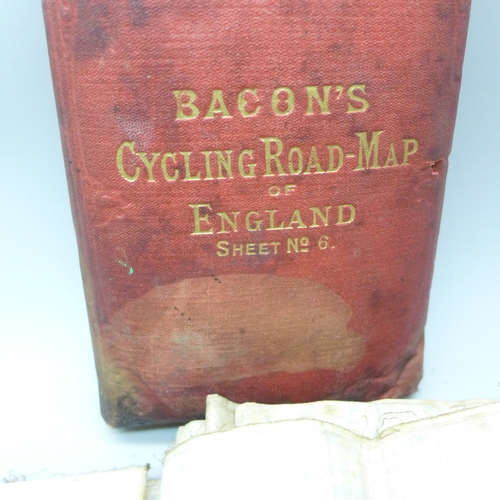 BACON'S
CYCLING ROAD-MAP
OF
ENGLAND
SHEET Nº 6.